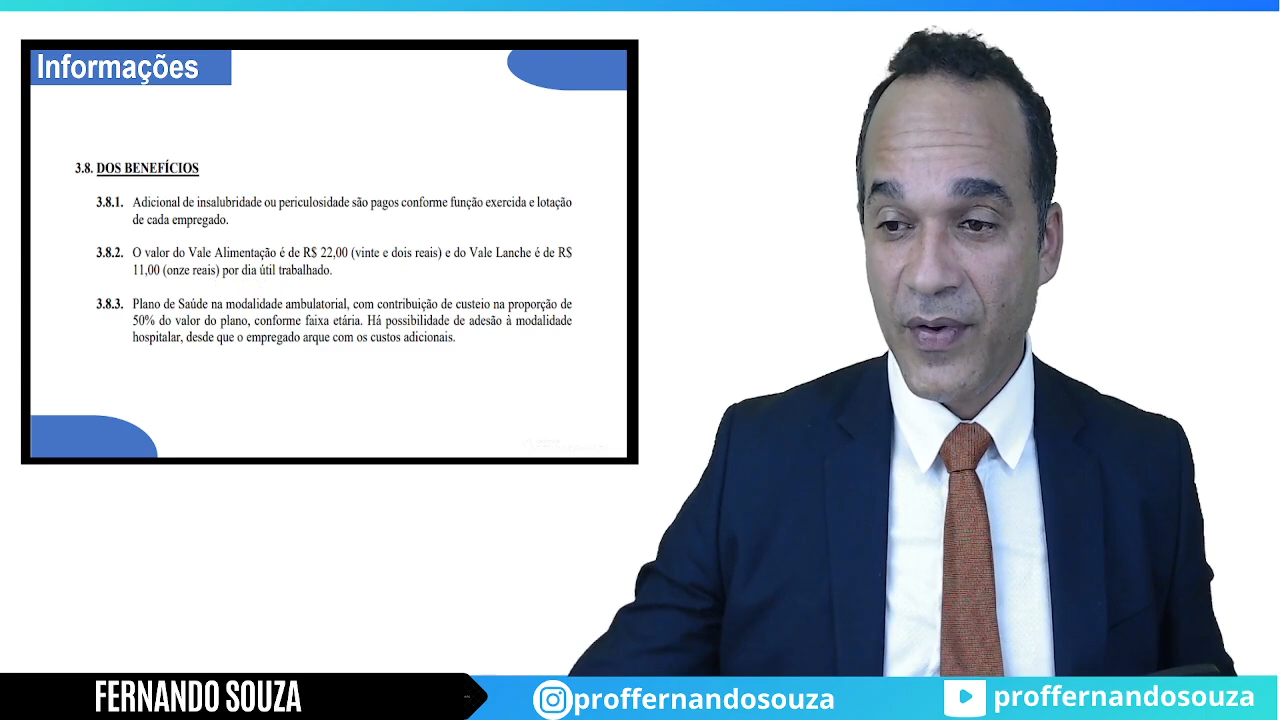 Informações
3.8. DOS BENEFÍCIOS
3.8.1. Adicional de insalubridade ou periculosidade são pagos conforme função exercida e lotação
de cada empregado.
3.8.2. O valor do Vale Alimentação é de R$ 22,00 (vinte e dois reais) e do Vale Lanche é de R$
11,00 (onze reais) por dia útil trabalhado.
3.8.3. Plano de Saúde na modalidade ambulatorial, com contribuição de custeio na proporção de
50% do valor do plano, conforme faixa etária. Há possibilidade de adesão à modalidade
hospitalar, desde que o empregado arque com os custos adicionais.
FERNANDO SOUZA
proffernandosouza
proffernandosouza